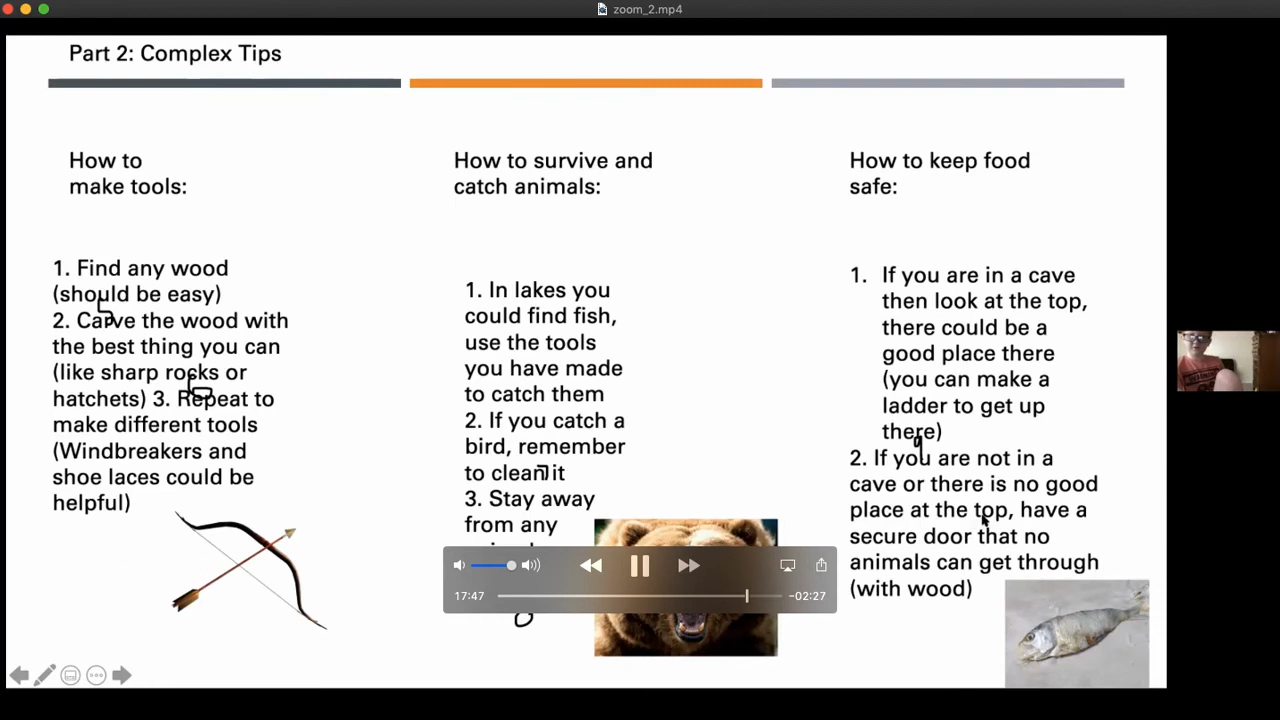 zoom_2.mp4
Part 2: Complex Tips
How to
make tools:
1. Find any wood
(should be easy)
2. Carve the wood with
the best thing you can
(like sharp rocks or
hatchets) 3. Repeat to
make different tools
(Windbreakers and
shoe laces could be
helpful)
How to survive and
catch animals:
1. In lakes you
could find fish,
use the tools
you have made
to catch them
2. If you catch a
bird, remember
to clean it
3. Stay away
from any
How to keep food
safe:
1. If you are in a cave
then look at the top,
there could be a
good place there
(you can make a
ladder to get up
there)
2. If you are not in a
cave or there is no good
place at the top, have a
secure door that no
animals can get through
(with wood)
17:47
−02:27